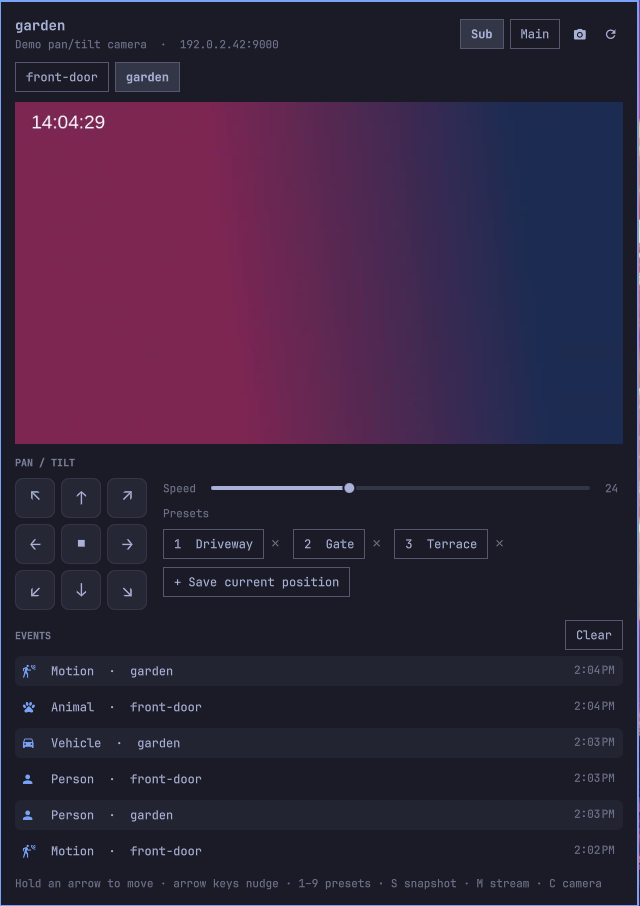 garden
Demo pan/tilt camera · 192.0.2.42:9000
Sub Main
front-door garden
14:04:29
PAN / TILT
Speed 24
Presets
1 Driveway × 2 Gate × 3 Terrace ×
+ Save current position
EVENTS Clear
Motion · garden 2:04PM
Animal · front-door 2:04PM
Vehicle · garden 2:03PM
Person · front-door 2:03PM
Person · garden 2:03PM
Motion · front-door 2:02PM
Hold an arrow to move · arrow keys nudge · 1-9 presets · S snapshot · M stream · C camera